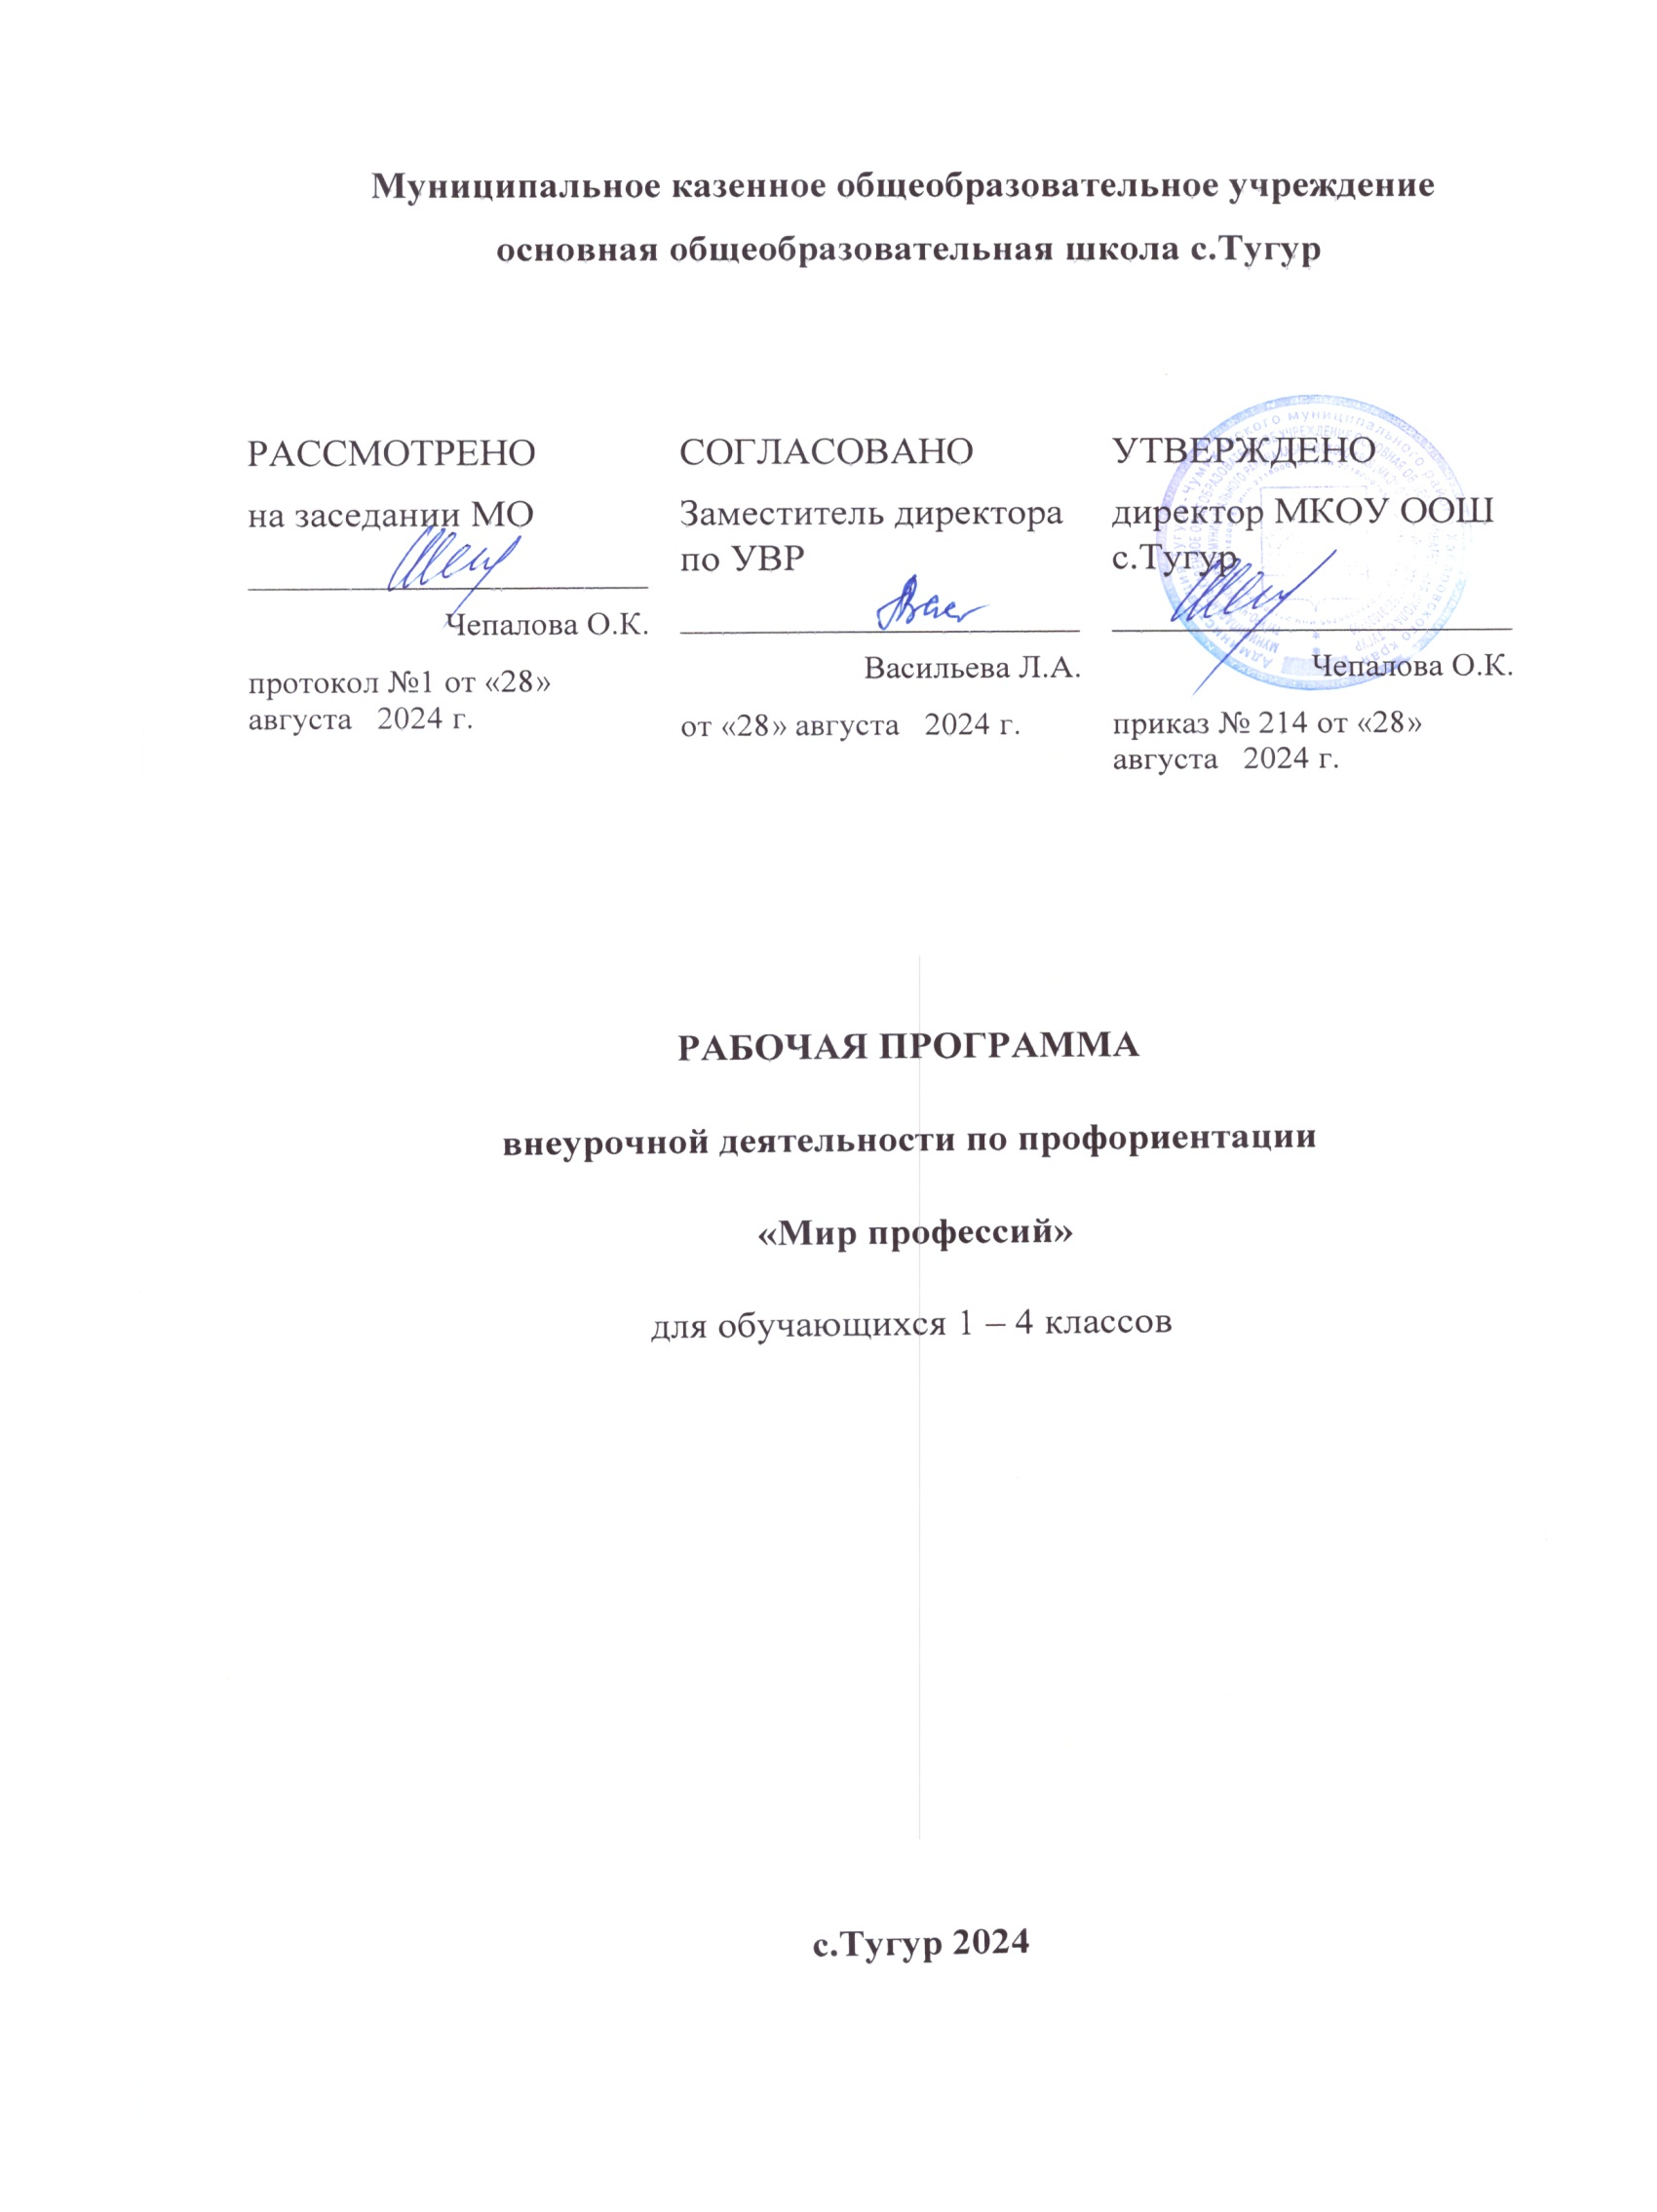 Муниципальное казенное общеобразовательное учреждение
основная общеобразовательная школа с.Тугур
РАССМОТРЕНО
на заседании МО
Чепалова О.К.
протокол №1 от «28»
августа 2024 г.
СОГЛАСОВАНО
Заместитель директора
по УВР
Васильева Л.А.
от «28» августа 2024 г.
УТВЕРЖДЕНО
директор МКОУ ООШ
с.Тугур
Чепалова О.К.
приказ № 214 от «28»
августа 2024 г.
РАБОЧАЯ ПРОГРАММА
внеурочной деятельности по профориентации
«Мир профессий»
для обучающихся 1 – 4 классов
с.Тугур 2024